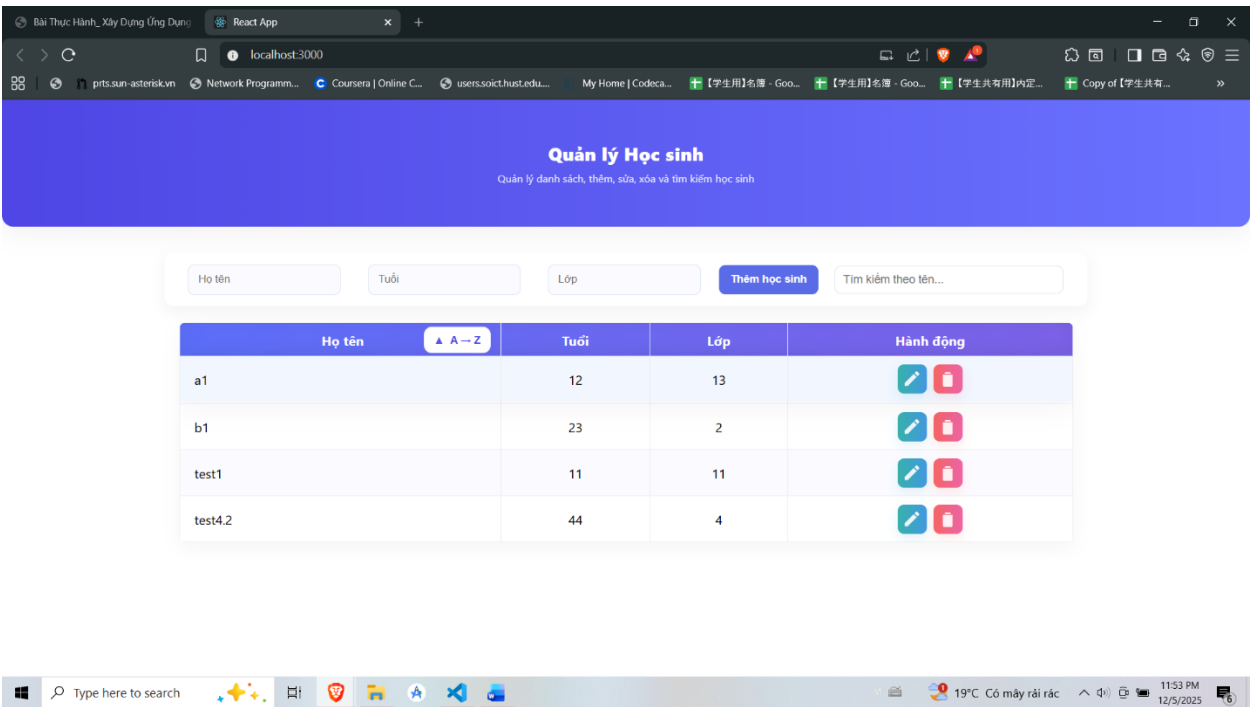 Bài Thực Hành_ Xây Dựng Ứng Dụng
React App
localhost:3000
prts.sun-asterisk.vn
Network Programm...
Coursera | Online C...
users.soict.hust.edu....
My Home | Codeca...
【学生用】名簿 - Goo...
【学生用】名簿 - Goo...
【学生共有用】内定...
Copy of 【学生共有...
Quản lý Học sinh
Quản lý danh sách, thêm, sửa, xóa và tìm kiếm học sinh
Họ tên
Tuổi
Lớp
Thêm học sinh
Tìm kiếm theo tên...
Họ tên ▲ A→Z Tuổi Lớp Hành động
a1 12 13
b1 23 2
test1 11 11
test4.2 44 4
Type here to search
19°C Có mây rải rác
11:53 PM
12/5/2025
6